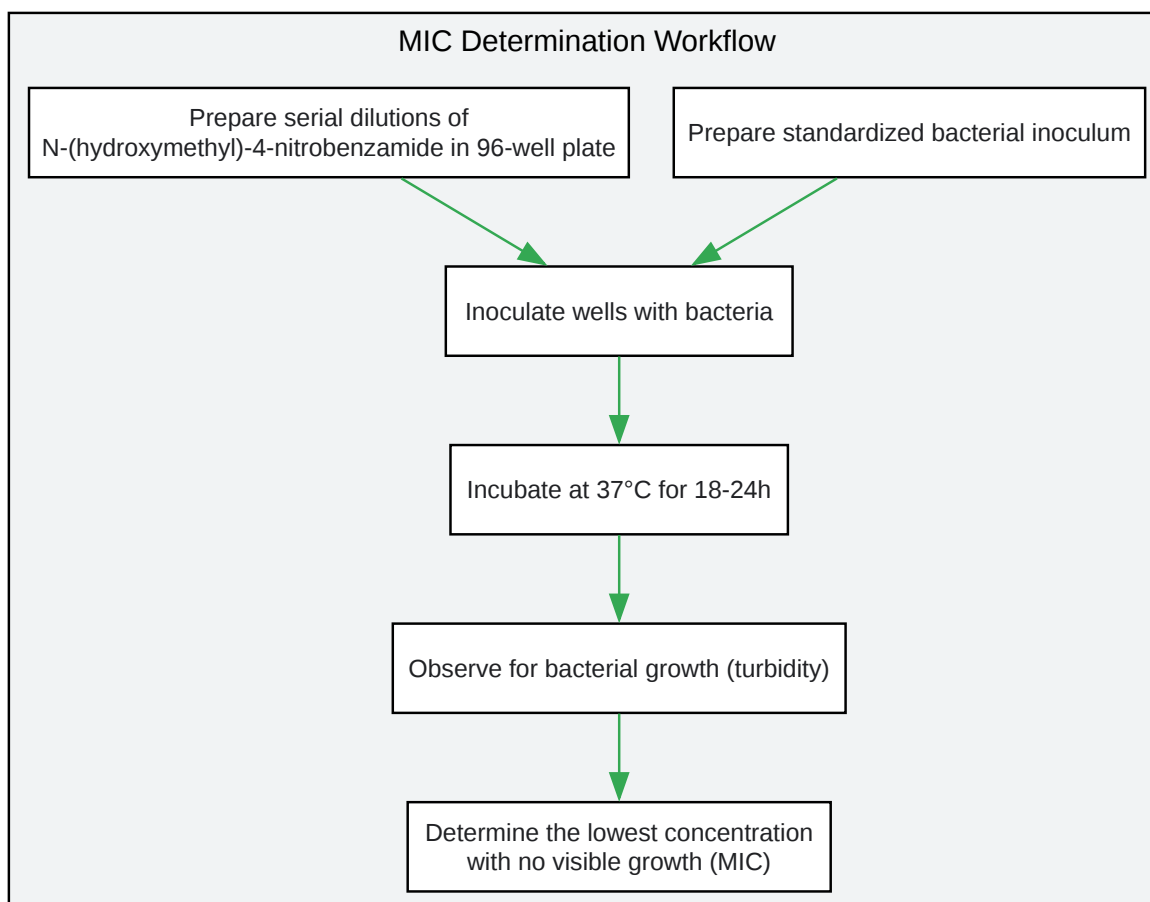 MIC Determination Workflow
Prepare serial dilutions of
N-(hydroxymethyl)-4-nitrobenzamide in 96-well plate
Prepare standardized bacterial inoculum
Inoculate wells with bacteria
Incubate at 37°C for 18-24h
Observe for bacterial growth (turbidity)
Determine the lowest concentration
with no visible growth (MIC)